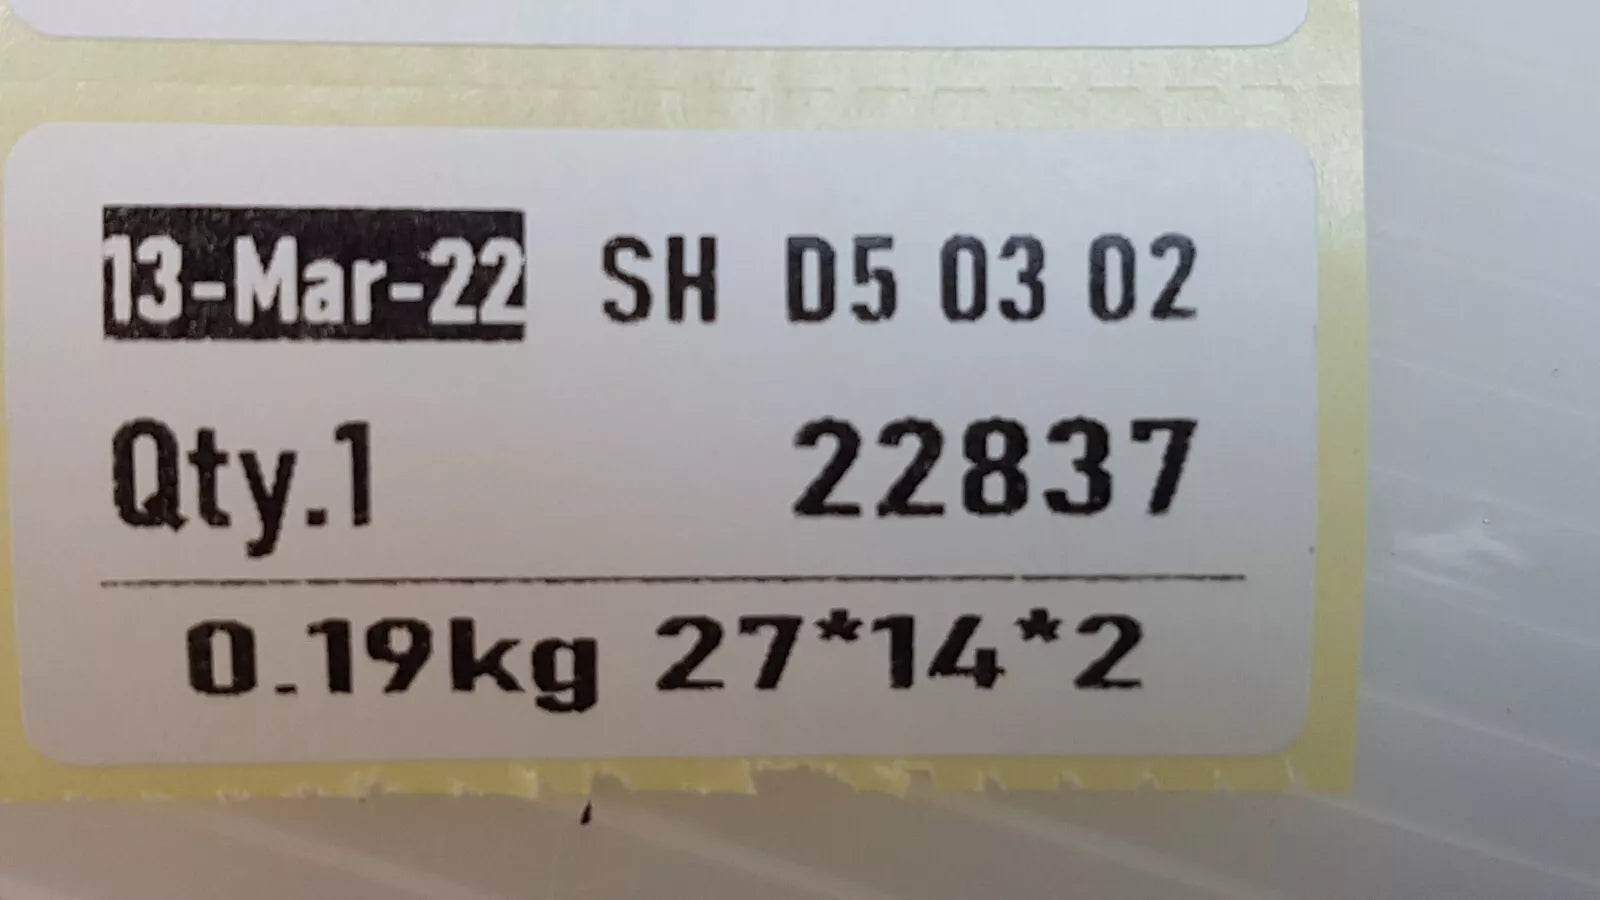 13-Mar-22 SH D5 03 02
Qty.1 22837
0.19kg 27*14*2